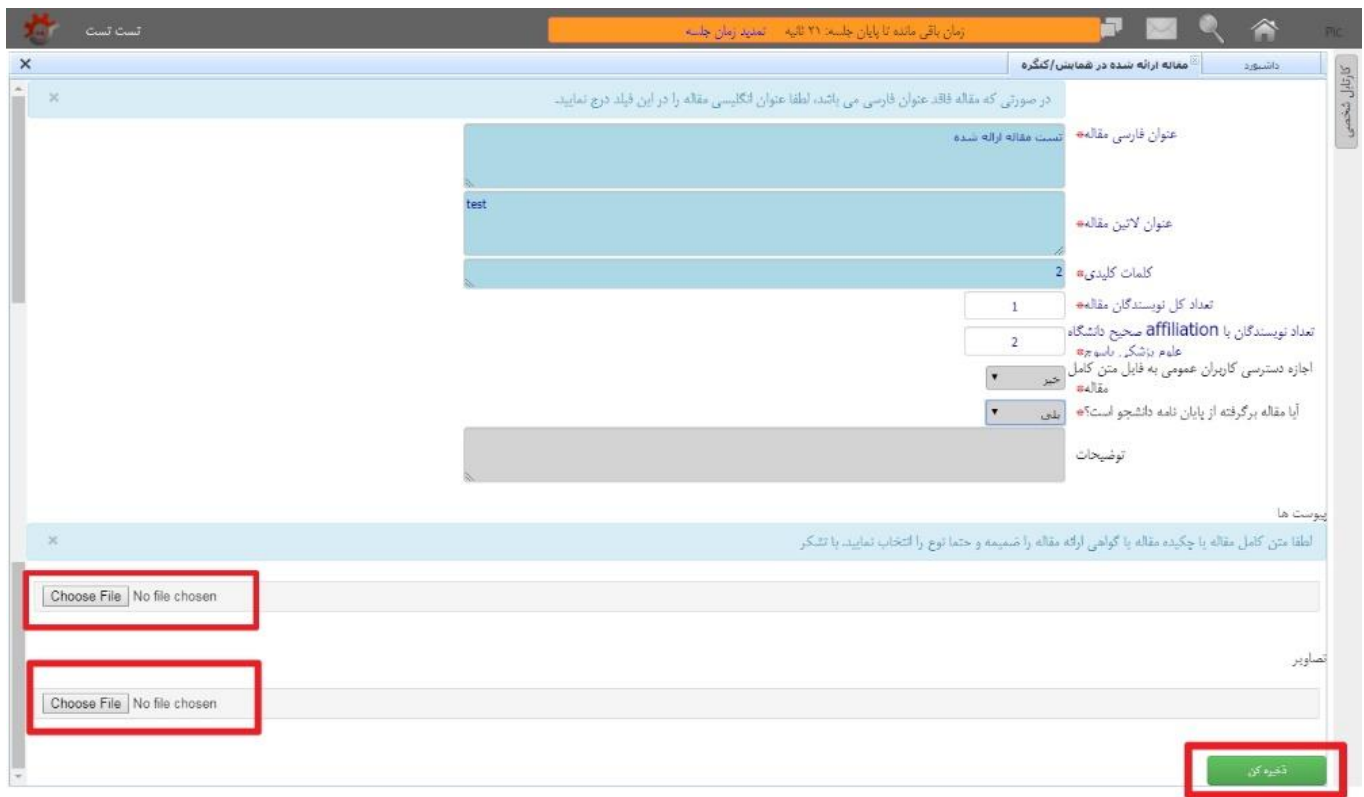 تست تست
زمان باقی مانده تا پایان جلسه: ۲۱ ثانیه تمدید زمان جلسه
Pic
داشبورد
مقاله ارائه شده در همایش/کنگره
کارتابل شخصی
در صورتی که مقاله فاقد عنوان فارسی می باشد، لطفا عنوان انگلیسی مقاله را در این فیلد درج نمایید.
عنوان فارسی مقاله* تست مقاله ارائه شده
عنوان لاتین مقاله* test
کلمات کلیدی* 2
تعداد کل نویسندگان مقاله* 1
تعداد نویسندگان با affiliation صحیح دانشگاه
علوم پزشکی یاسوج* 2
اجازه دسترسی کاربران عمومی به فایل متن کامل
مقاله* خیر
آیا مقاله برگرفته از پایان نامه دانشجو است؟* بلی
توضیحات
پیوست ها
لطفا متن کامل مقاله یا چکیده مقاله یا گواهی ارائه مقاله را ضمیمه و حتما نوع را انتخاب نمایید. با تشکر
Choose File No file chosen
تصاویر
Choose File No file chosen
ذخیره کن